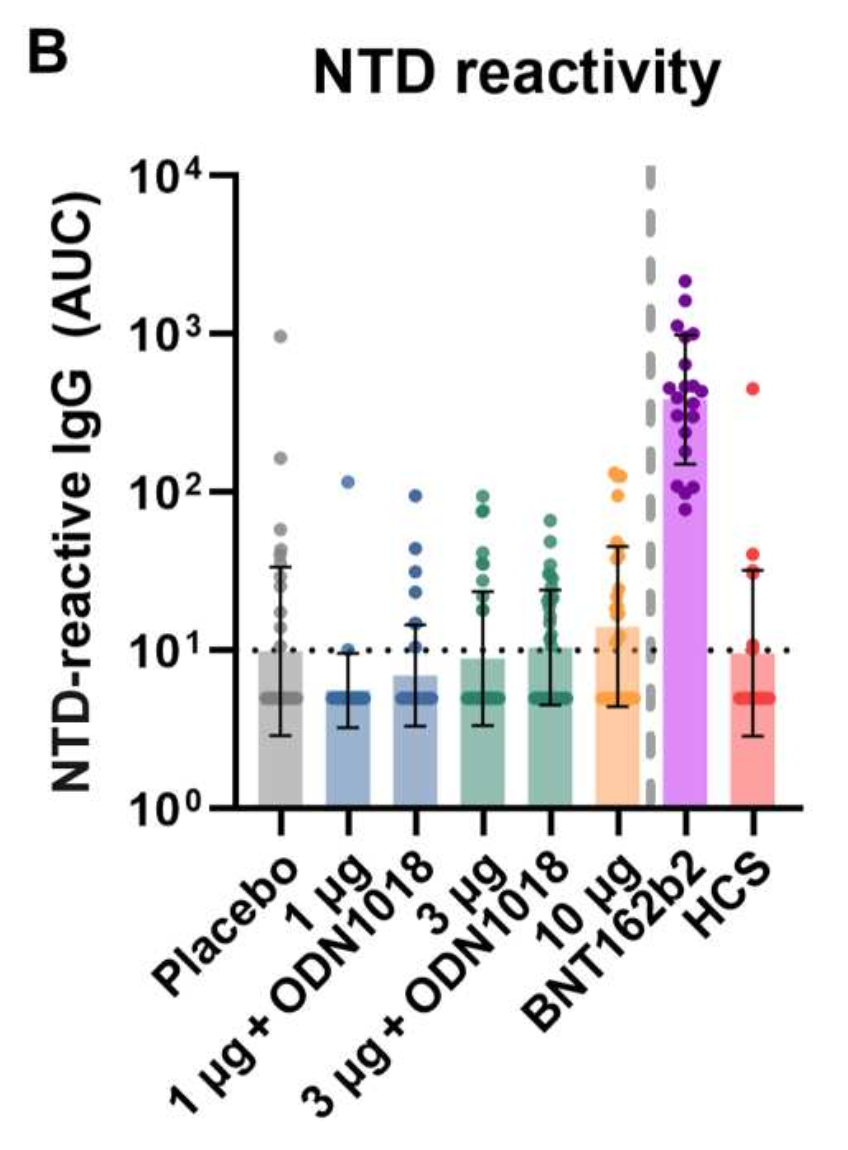 B
NTD reactivity
NTD-reactive IgG (AUC)
10⁴
10³
10²
10¹
10⁰
Placebo
1 µg
1 µg + ODN1018
3 µg
3 µg + ODN1018
10 µg
BNT162b2
HCS